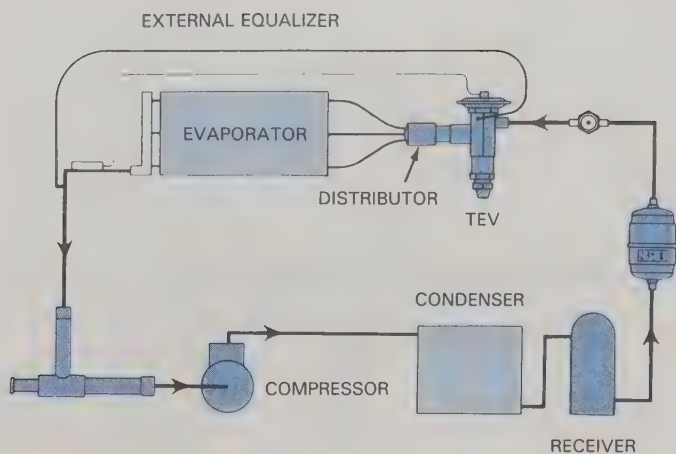 EXTERNAL EQUALIZER
EVAPORATOR
DISTRIBUTOR
TEV
CONDENSER
COMPRESSOR
RECEIVER